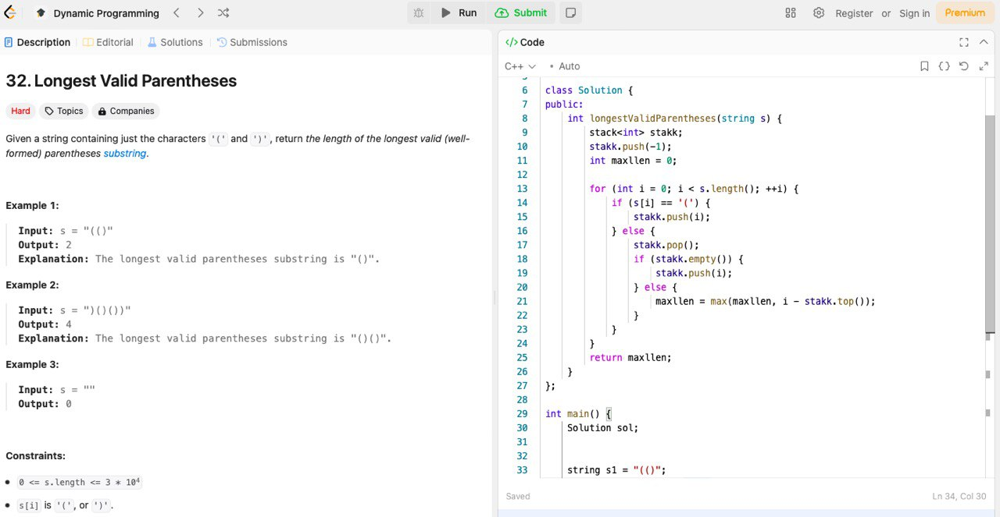 Dynamic Programming
Run
Submit
Register or Sign in
Premium
Description
Editorial
Solutions
Submissions
32. Longest Valid Parentheses
Hard
Topics
Companies
Given a string containing just the characters '(' and ')', return the length of the longest valid (well-
formed) parentheses substring.
Example 1:
Input: s = "(()"
Output: 2
Explanation: The longest valid parentheses substring is "()".
Example 2:
Input: s = ")()())"
Output: 4
Explanation: The longest valid parentheses substring is "()()".
Example 3:
Input: s = ""
Output: 0
Constraints:
• 0 <= s.length <= 3 * 10⁴
• s[i] is '(', or ')'.
</> Code
C++
• Auto
6 class Solution {
7 public:
8 int longestValidParentheses(string s) {
9 stack<int> stakk;
10 stakk.push(-1);
11 int maxllen = 0;
12
13 for (int i = 0; i < s.length(); ++i) {
14 if (s[i] == '(') {
15 stakk.push(i);
16 } else {
17 stakk.pop();
18 if (stakk.empty()) {
19 stakk.push(i);
20 } else {
21 maxllen = max(maxllen, i - stakk.top());
22 }
23 }
24 }
25 return maxllen;
26 }
27 };
28
29 int main() {
30 Solution sol;
31
32
33 string s1 = "(()";
Saved
Ln 34, Col 30